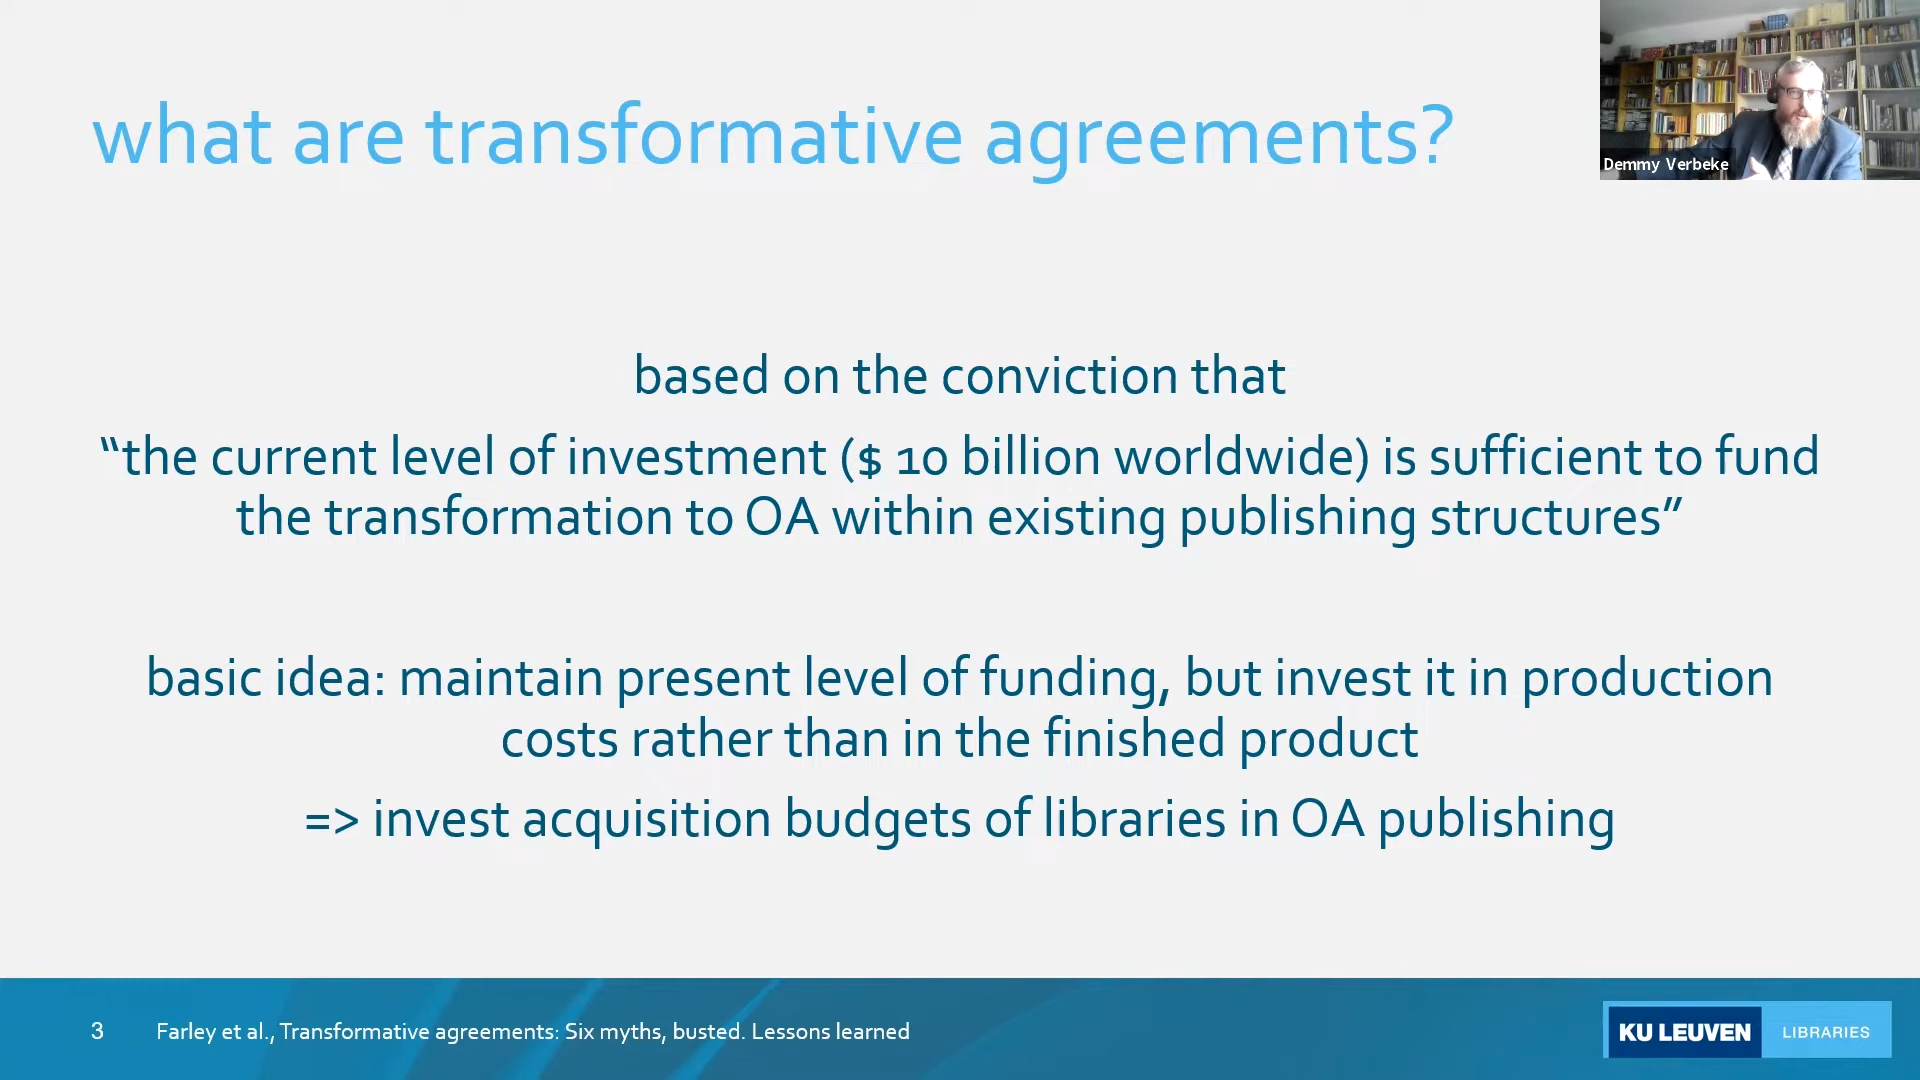 what are transformative agreements?
Demmy Verbeke
based on the conviction that
“the current level of investment ($ 10 billion worldwide) is sufficient to fund
the transformation to OA within existing publishing structures”
basic idea: maintain present level of funding, but invest it in production
costs rather than in the finished product
=> invest acquisition budgets of libraries in OA publishing
3 Farley et al., Transformative agreements: Six myths, busted. Lessons learned
KU LEUVEN LIBRARIES